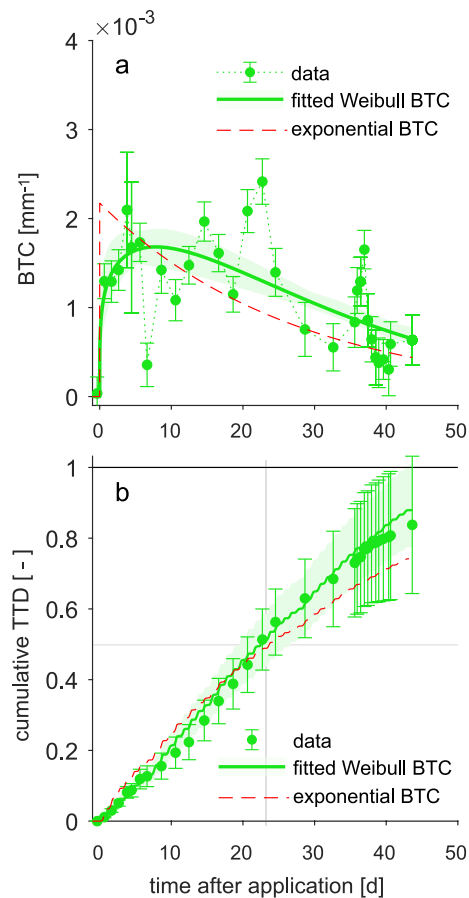 ×10⁻³
4
3
2
1
0
BTC [mm⁻¹]
a
data
fitted Weibull BTC
exponential BTC
0
10
20
30
40
50
1
0.8
0.6
0.4
0.2
0
cumulative TTD [ - ]
b
data
fitted Weibull BTC
exponential BTC
0
10
20
30
40
50
time after application [d]